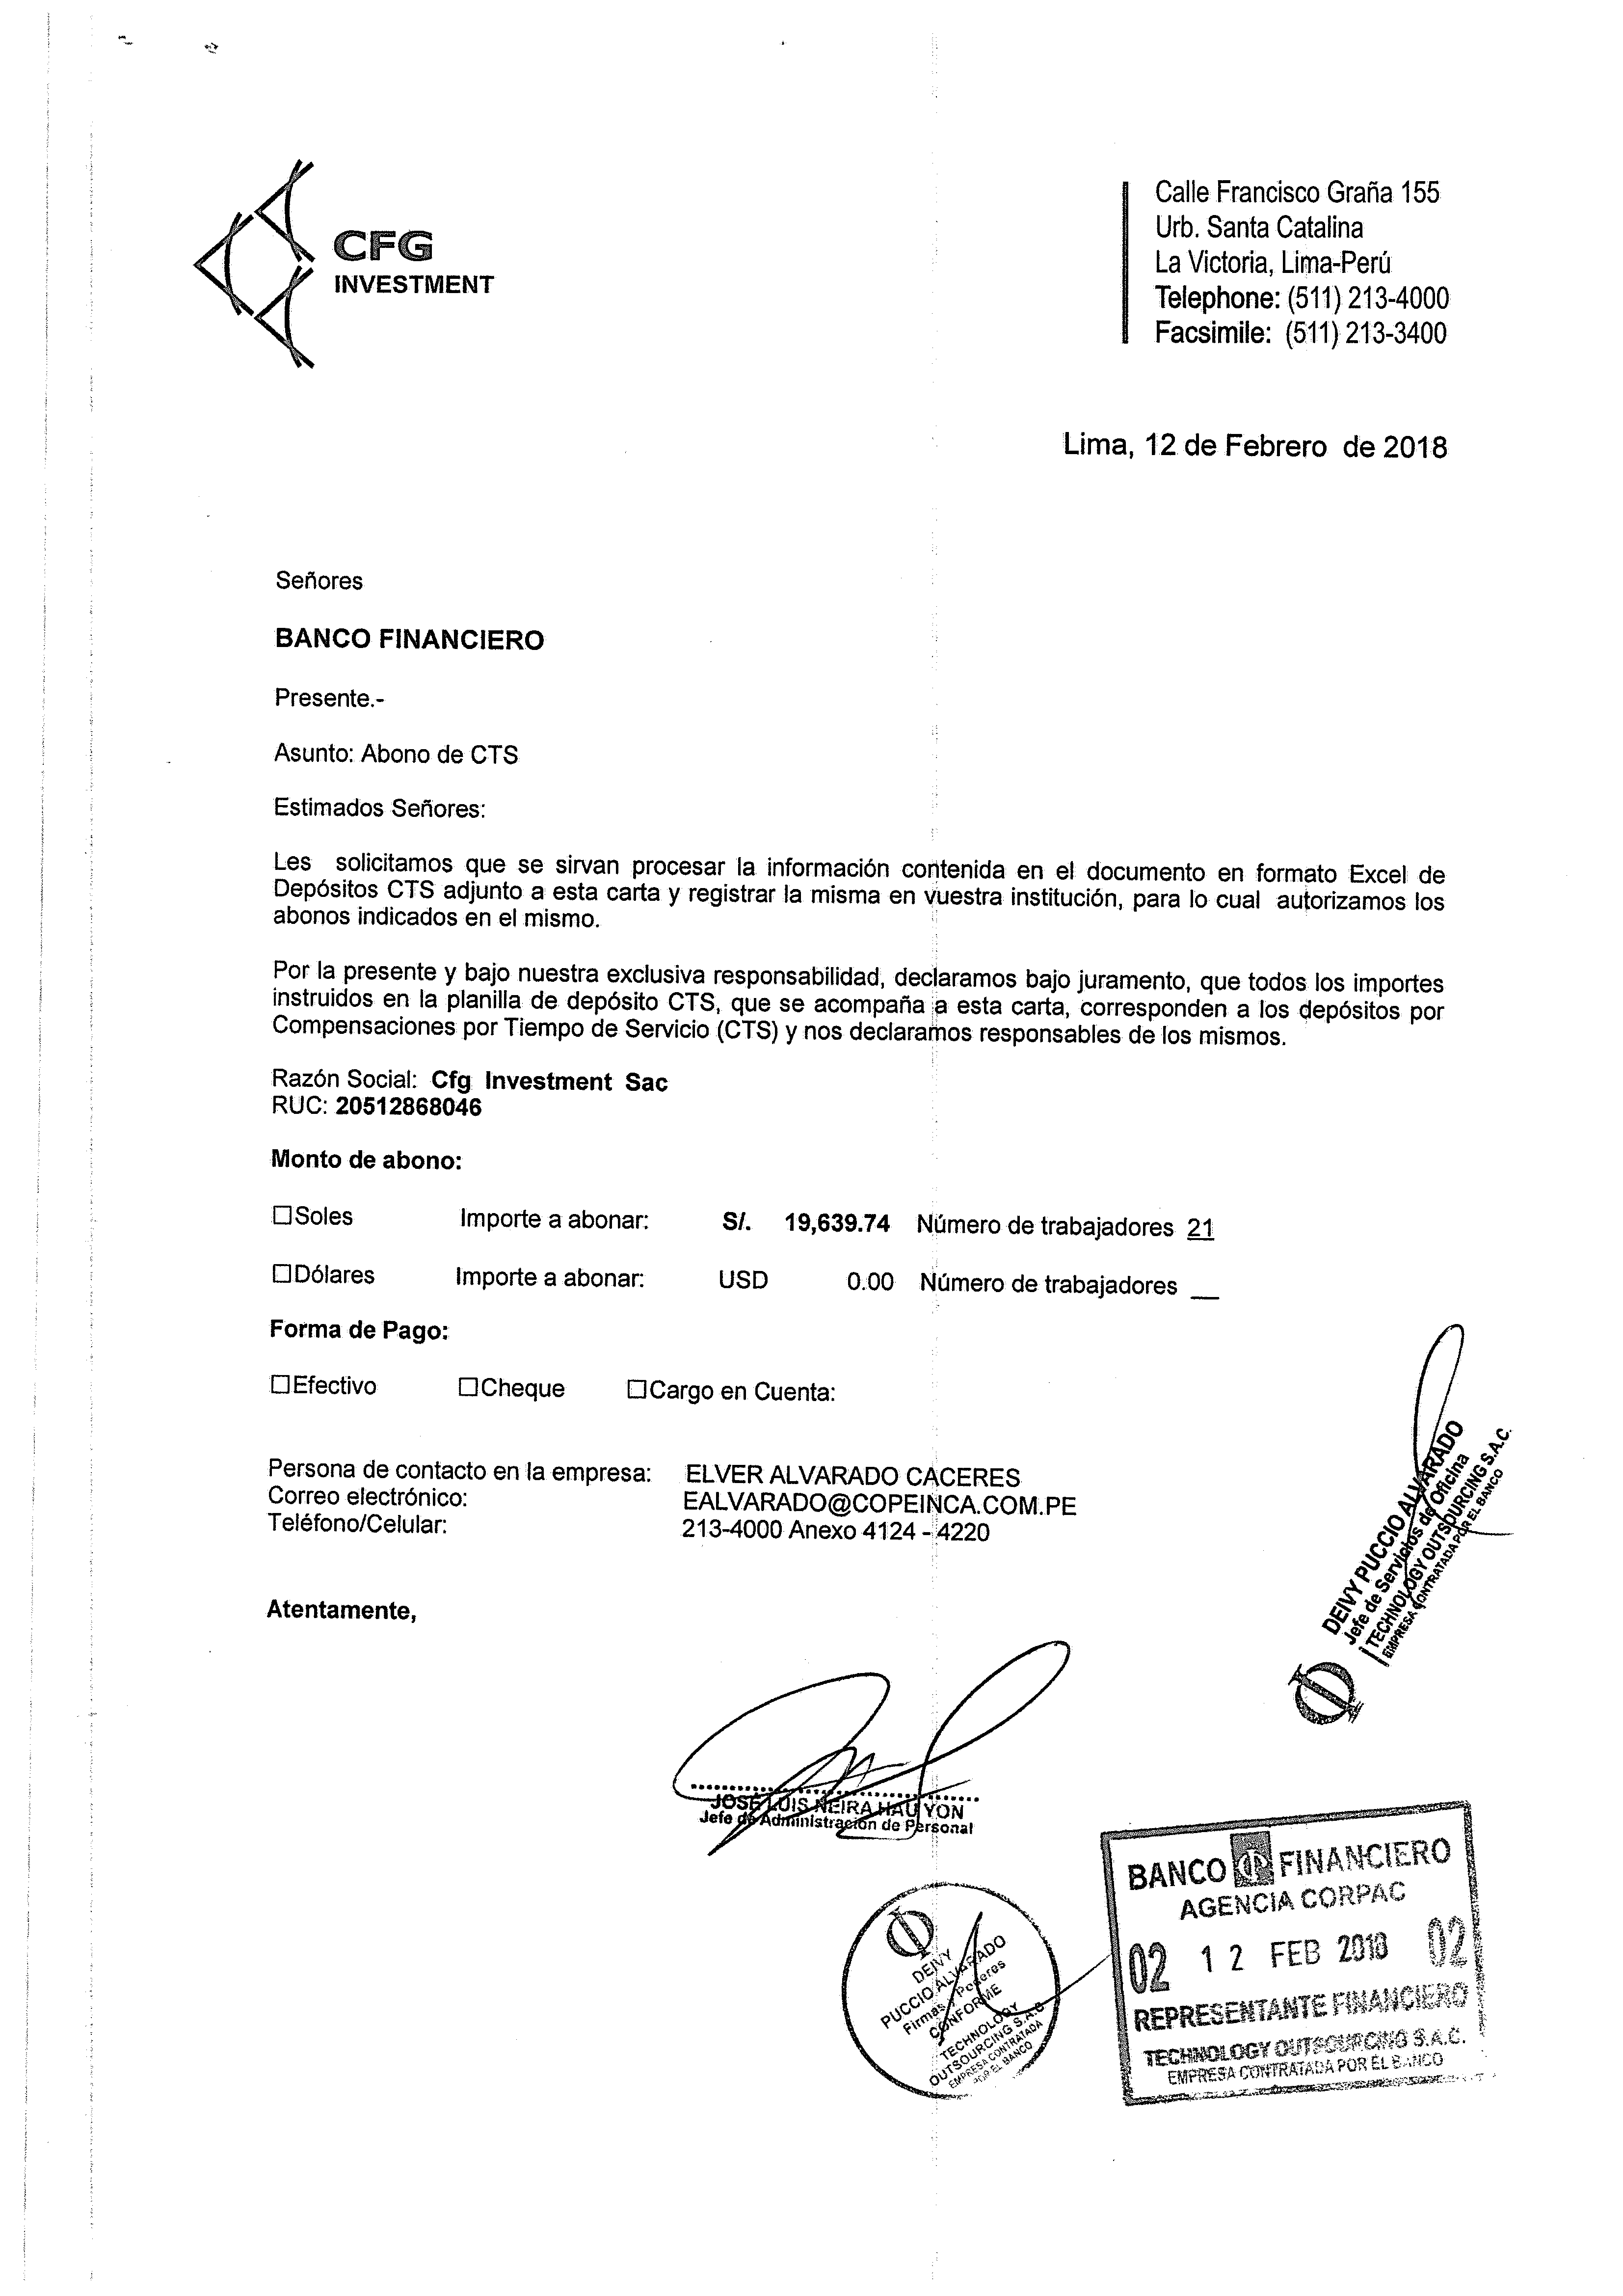 CFG
INVESTMENT
Calle Francisco Graña 155
Urb. Santa Catalina
La Victoria, Lima-Perú
Telephone: (511) 213-4000
Facsimile: (511) 213-3400
Lima, 12 de Febrero de 2018
Señores
BANCO FINANCIERO
Presente.-
Asunto: Abono de CTS
Estimados Señores:
Les solicitamos que se sirvan procesar la información contenida en el documento en formato Excel de
Depósitos CTS adjunto a esta carta y registrar la misma en vuestra institución, para lo cual autorizamos los
abonos indicados en el mismo.
Por la presente y bajo nuestra exclusiva responsabilidad, declaramos bajo juramento, que todos los importes
instruidos en la planilla de depósito CTS, que se acompaña a esta carta, corresponden a los depósitos por
Compensaciones por Tiempo de Servicio (CTS) y nos declaramos responsables de los mismos.
Razón Social: Cfg Investment Sac
RUC: 20512868046
Monto de abono:
☐Soles Importe a abonar: S/. 19,639.74 Número de trabajadores 21
☐Dólares Importe a abonar: USD 0.00 Número de trabajadores __
Forma de Pago:
☐Efectivo ☐Cheque ☐Cargo en Cuenta:
Persona de contacto en la empresa: ELVER ALVARADO CACERES
Correo electrónico: EALVARADO@COPEINCA.COM.PE
Teléfono/Celular: 213-4000 Anexo 4124 - 4220
Atentamente,
DEIVY PUCCIO ALVARADO
Jefe de Servicios de Oficina
TECHNOLOGY OUTSOURCING S.A.C.
EMPRESA CONTRATADA POR EL BANCO
JOSÉ LUIS NEIRA HAU YON
Jefe de Administración de Personal
DEIVY
PUCCIO ALVARADO
Firmas y Poderes
CONFORME
TECHNOLOGY
OUTSOURCING S.A.C
EMPRESA CONTRATADA
POR EL BANCO
BANCO FINANCIERO
AGENCIA CORPAC
02 12 FEB 2018 02
REPRESENTANTE FINANCIERO
TECHNOLOGY OUTSOURCING S.A.C.
EMPRESA CONTRATADA POR EL BANCO